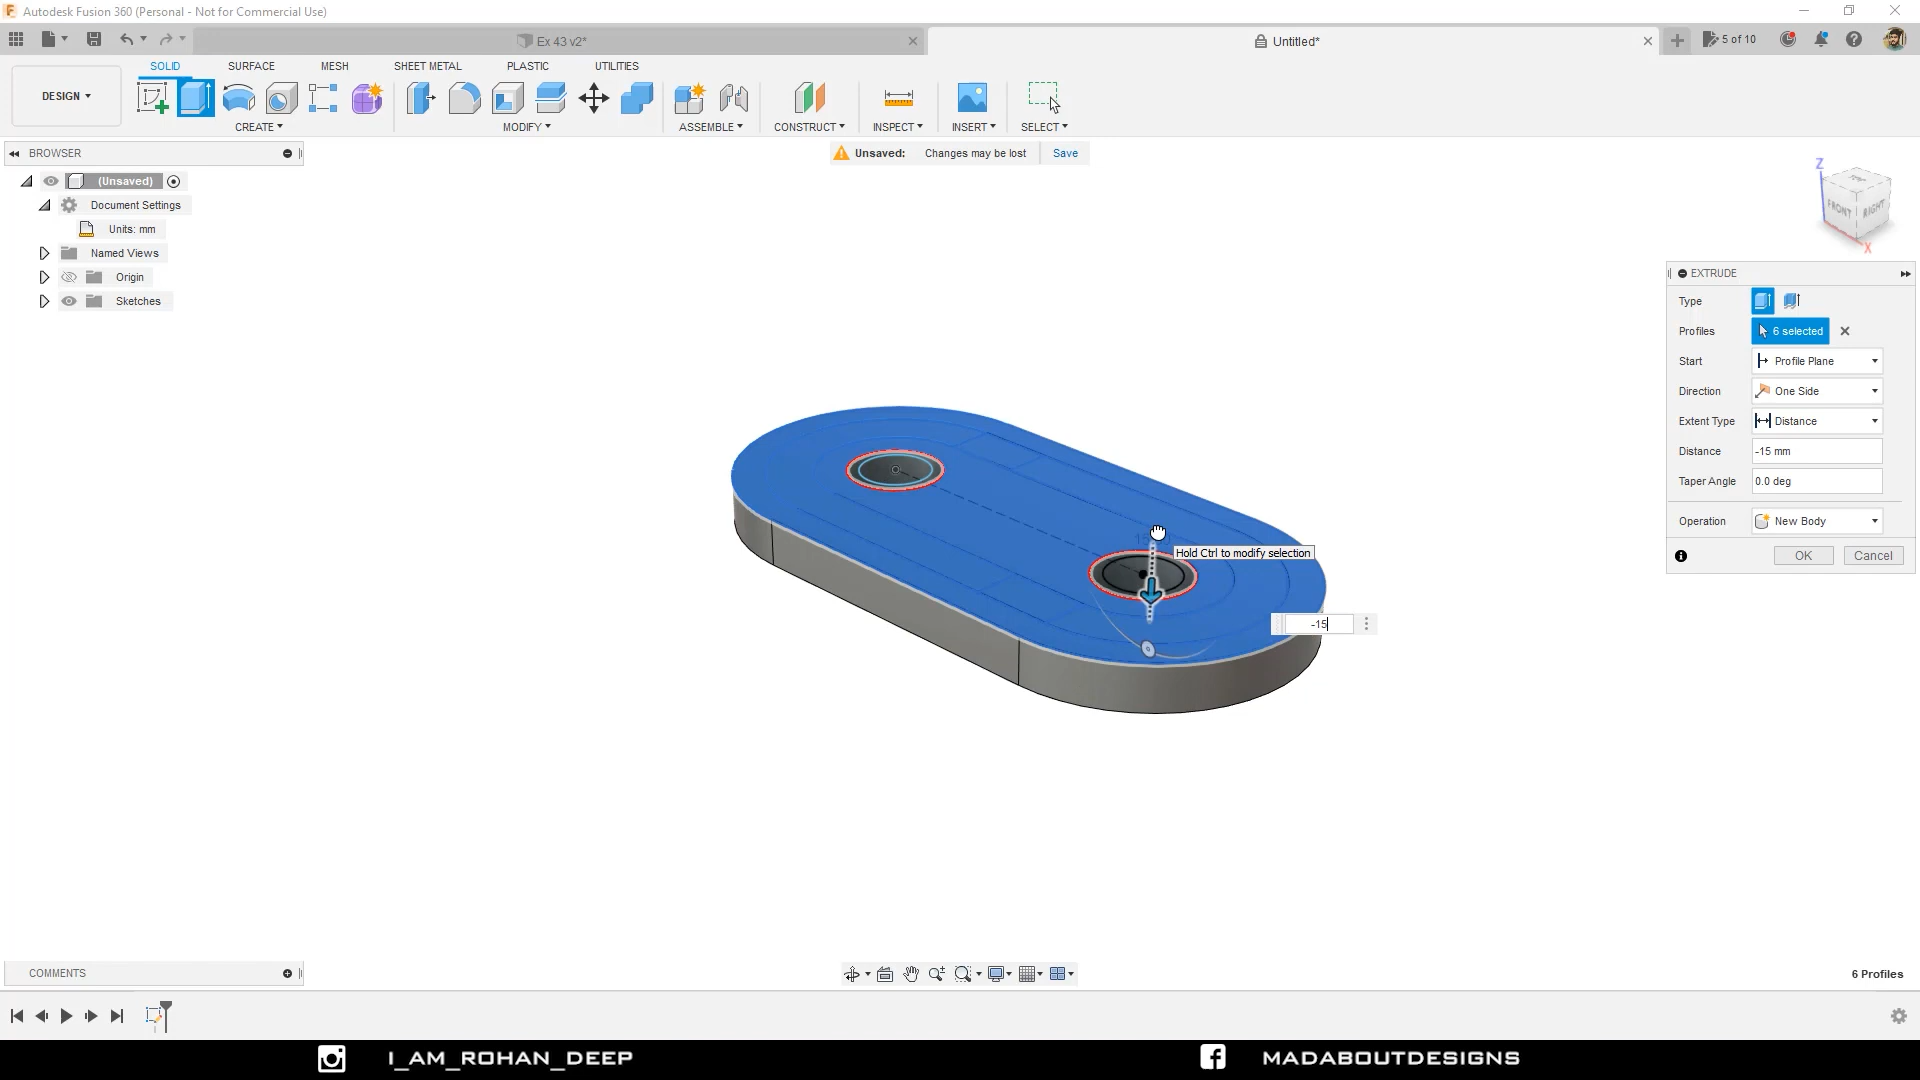 Autodesk Fusion 360 (Personal - Not for Commercial Use)
Ex 43 v2*
Untitled*
5 of 10
DESIGN
SOLID
SURFACE
MESH
SHEET METAL
PLASTIC
UTILITIES
CREATE
MODIFY
ASSEMBLE
CONSTRUCT
INSPECT
INSERT
SELECT
BROWSER
Unsaved: Changes may be lost
Save
(Unsaved)
Document Settings
Units: mm
Named Views
Origin
Sketches
Z
TOP
FRONT
RIGHT
X
EXTRUDE
Type
Profiles
6 selected
Start
Profile Plane
Direction
One Side
Extent Type
Distance
Distance
-15 mm
Taper Angle
0.0 deg
Operation
New Body
OK
Cancel
Hold Ctrl to modify selection
-15
COMMENTS
6 Profiles
I_AM_ROHAN_DEEP
MADABOUTDESIGNS